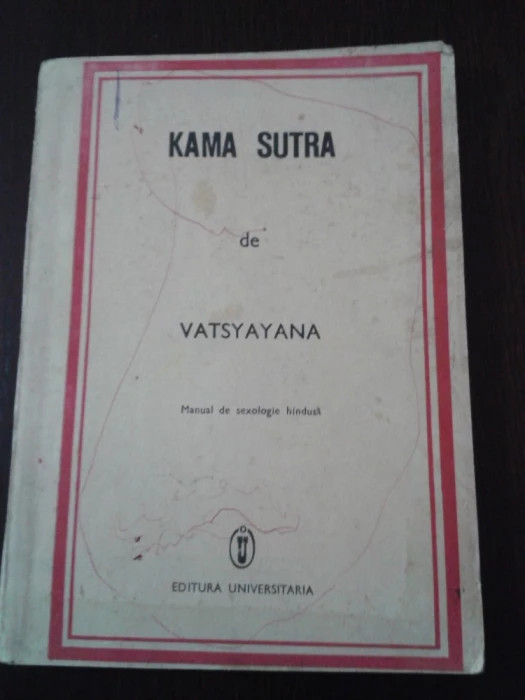 KAMA SUTRA
de
VATSYAYANA
Manual de sexologie hindusă
EDITURA UNIVERSITARIA